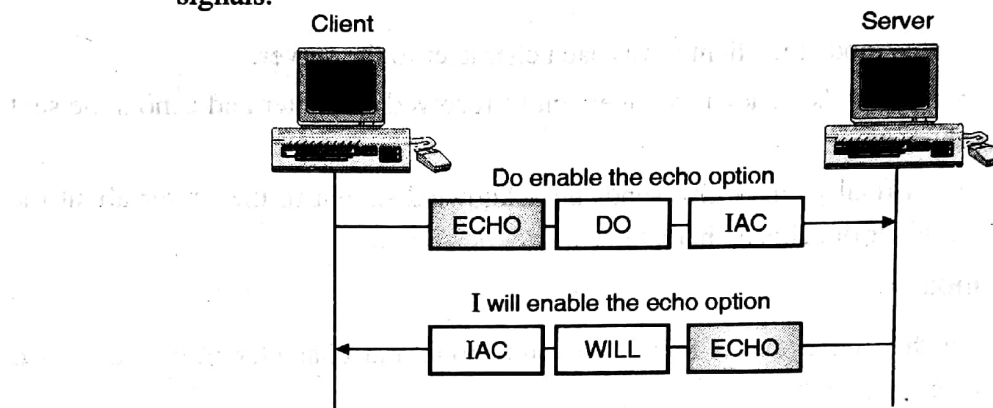 signals.
Client Server
Do enable the echo option
ECHO DO IAC
I will enable the echo option
IAC WILL ECHO